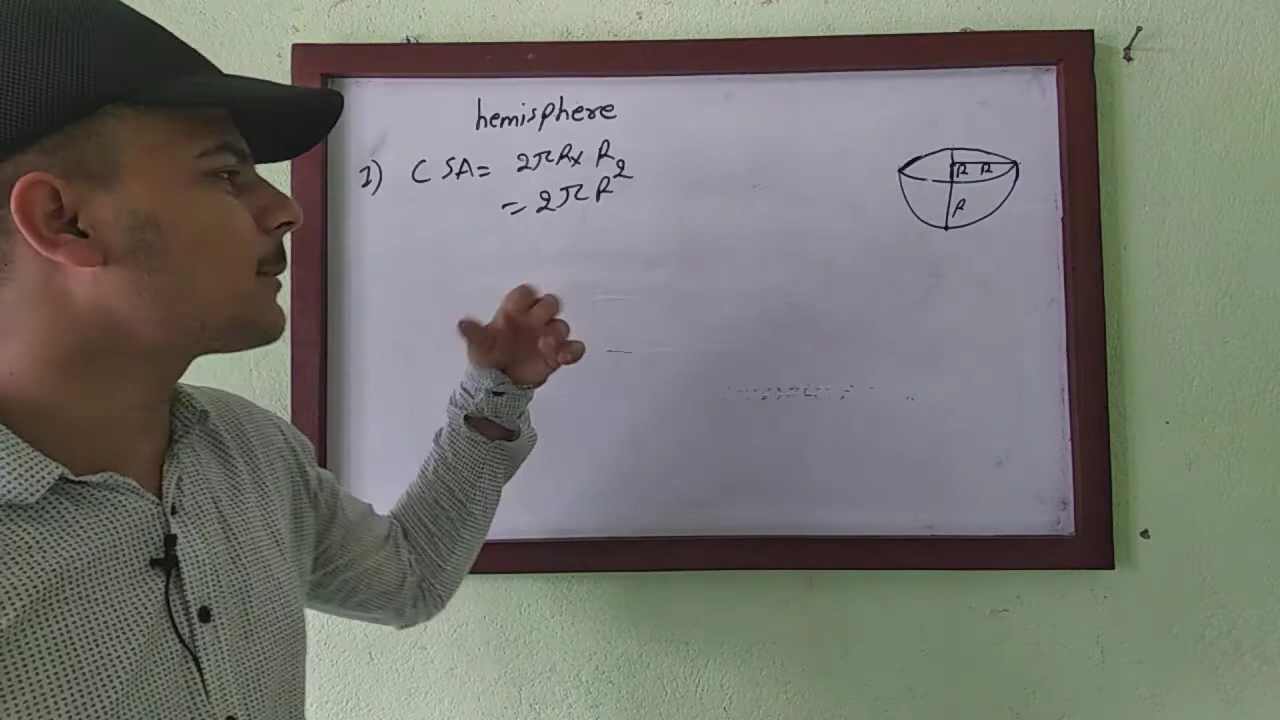 hemisphere
1) CSA = 2πR × R
= 2πR²
R R
R